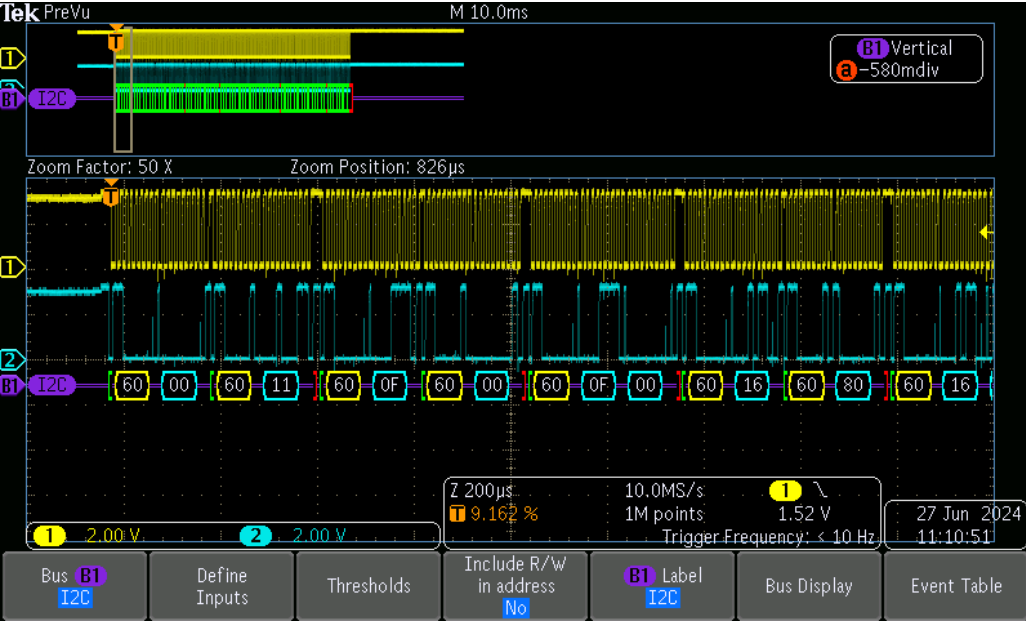 Tek PreVu
M 10.0ms
T
1
B1 Vertical
a -580mdiv
2
B1 I2C
Zoom Factor: 50 X
Zoom Position: 826µs
T
1
2
B1 I2C 60 00 60 11 60 0F 60 00 60 0F 00 60 16 60 80 60 16
Z 200µs 10.0MS/s 1
T 9.162 % 1M points 1.52 V
Trigger Frequency: < 10 Hz
1 2.00 V 2 2.00 V
27 Jun 2024
11:10:51
Bus B1
I2C
Define
Inputs
Thresholds
Include R/W
in address
No
B1 Label
I2C
Bus Display
Event Table